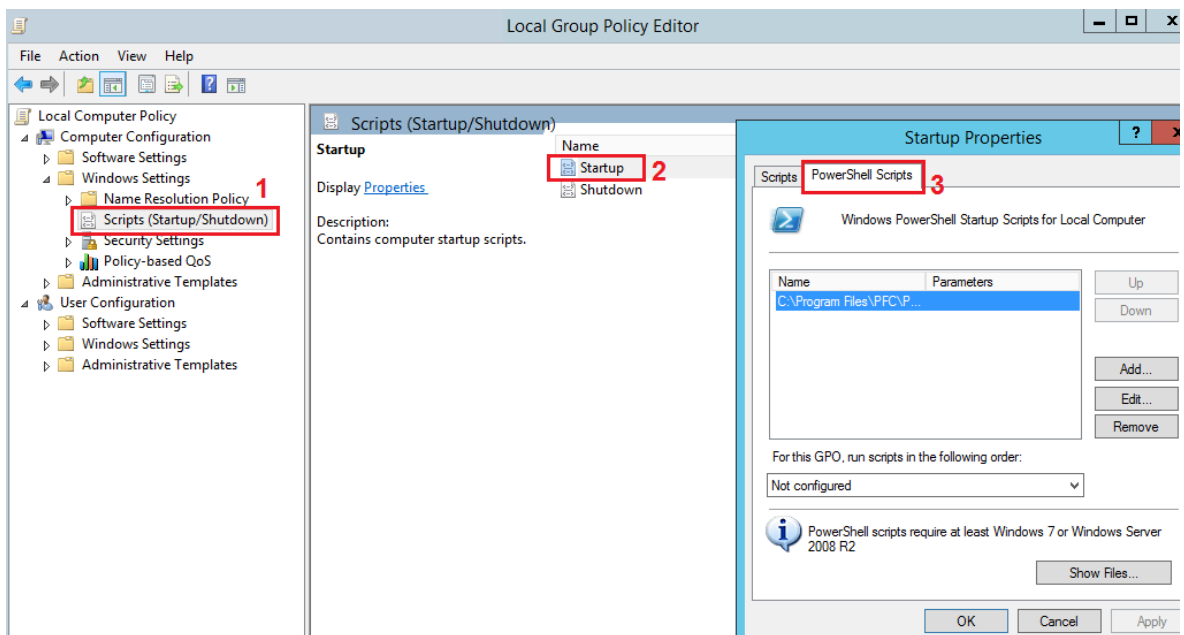 Local Group Policy Editor
File Action View Help
Local Computer Policy
Computer Configuration
Software Settings
Windows Settings
1
Name Resolution Policy
Scripts (Startup/Shutdown)
Security Settings
Policy-based QoS
Administrative Templates
User Configuration
Software Settings
Windows Settings
Administrative Templates
Scripts (Startup/Shutdown)
Startup
Display Properties
Description:
Contains computer startup scripts.
Name
Startup 2
Shutdown
Startup Properties
Scripts PowerShell Scripts 3
Windows PowerShell Startup Scripts for Local Computer
Name Parameters
C:\Program Files\PFC\P...
Up
Down
Add...
Edit...
Remove
For this GPO, run scripts in the following order:
Not configured
PowerShell scripts require at least Windows 7 or Windows Server
2008 R2
Show Files...
OK Cancel Apply